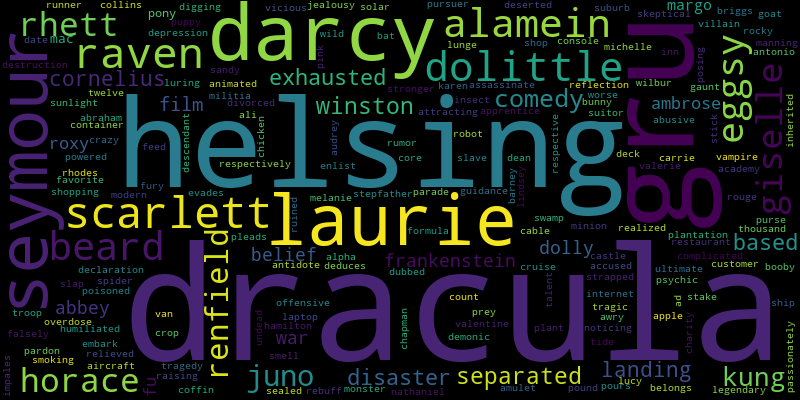 runner collins pony digging vicious jealousy solar deserted suburb margo briggs goat
rhett darcy alamein skeptical villain rocky
date mac depression puppy wild bat pursuer lunge shop console michelle inn manning
seymour raven pink dolittle gru posing eggsy antonio
destruction cornelius luring sandy animated exhausted stronger karen assassinate reflection worse wilbur gaunt giselle
sunlight twelve film militia divorced winston attracting insect comedy bunny ambrose stick inherited
abraham container descendant ali chicken audrey rumor apprentice suitor abusive
roxy crazy helsing robot respective deck carrie vampire
powered feed respectively enlist core slave dean valerie academy
rhodes favorite fury
shopping modern evades melanie stepfather parade guidance barney lindsey rouge purse
scarlett ruined laurie formula swamp realized plantation thousand
beard pleads cable minion restaurant based
declaration renfield belief alpha frankenstein dolly castle complicated customer booby
slap spider antidote deduces dubbed cruise accused ultimate psychic
poisoned dracula talent strapped
troop abbey van count internet ad stake ship
overdose offensive prey tragic apple
falsely humiliated crop undead laptop hamilton war chapman valentine plant awry noticing charity passionately
pardon embark smell demonic tide
impales smoking relieved aircraft tragedy juno disaster separated landing kung
horace fu raising lucy
coffin sealed rebuff monster nathaniel amulet pound pours belongs legendary